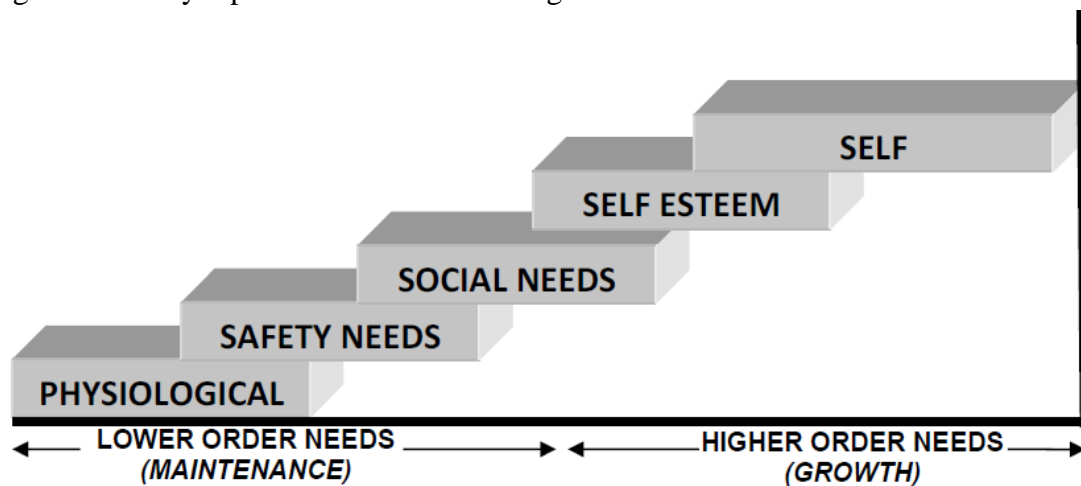 SELF
SELF ESTEEM
SOCIAL NEEDS
SAFETY NEEDS
PHYSIOLOGICAL
LOWER ORDER NEEDS
(MAINTENANCE)
HIGHER ORDER NEEDS
(GROWTH)